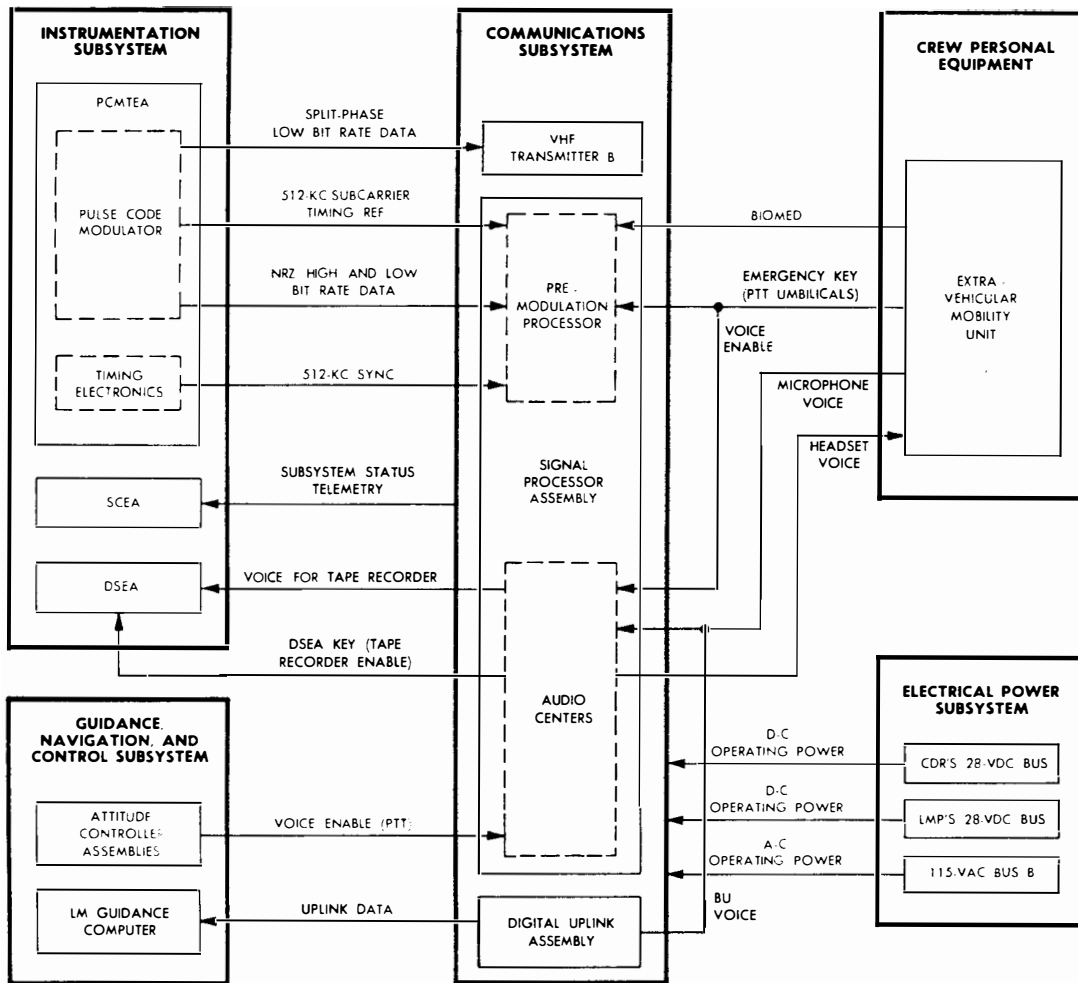 INSTRUMENTATION
SUBSYSTEM
PCMTEA
PULSE CODE
MODULATOR
TIMING
ELECTRONICS
SCEA
DSEA
GUIDANCE,
NAVIGATION, AND
CONTROL SUBSYSTEM
ATTITUDE
CONTROLLER
ASSEMBLIES
LM GUIDANCE
COMPUTER
SPLIT-PHASE
LOW BIT RATE DATA
512-KC SUBCARRIER
TIMING REF
NRZ HIGH AND LOW
BIT RATE DATA
512-KC SYNC
SUBSYSTEM STATUS
TELEMETRY
VOICE FOR TAPE RECORDER
DSEA KEY (TAPE
RECORDER ENABLE)
VOICE ENABLE (PTT)
UPLINK DATA
COMMUNICATIONS
SUBSYSTEM
VHF
TRANSMITTER B
PRE-
MODULATION
PROCESSOR
SIGNAL
PROCESSOR
ASSEMBLY
AUDIO
CENTERS
DIGITAL UPLINK
ASSEMBLY
BIOMED
EMERGENCY KEY
(PTT UMBILICALS)
VOICE
ENABLE
MICROPHONE
VOICE
HEADSET
VOICE
D-C
OPERATING POWER
D-C
OPERATING POWER
A-C
OPERATING POWER
BU
VOICE
CREW PERSONAL
EQUIPMENT
EXTRA-
VEHICULAR
MOBILITY
UNIT
ELECTRICAL POWER
SUBSYSTEM
CDR'S 28-VDC BUS
LMP'S 28-VDC BUS
115-VAC BUS B